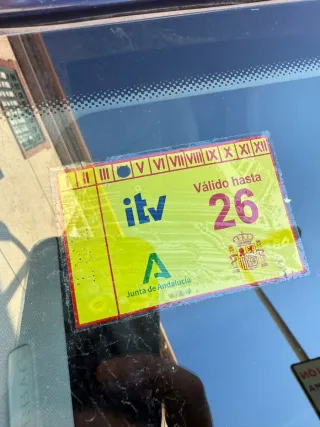 I II III V VI VII VIII IX X XI XII
itv
Válido hasta
26
Junta de Andalucía